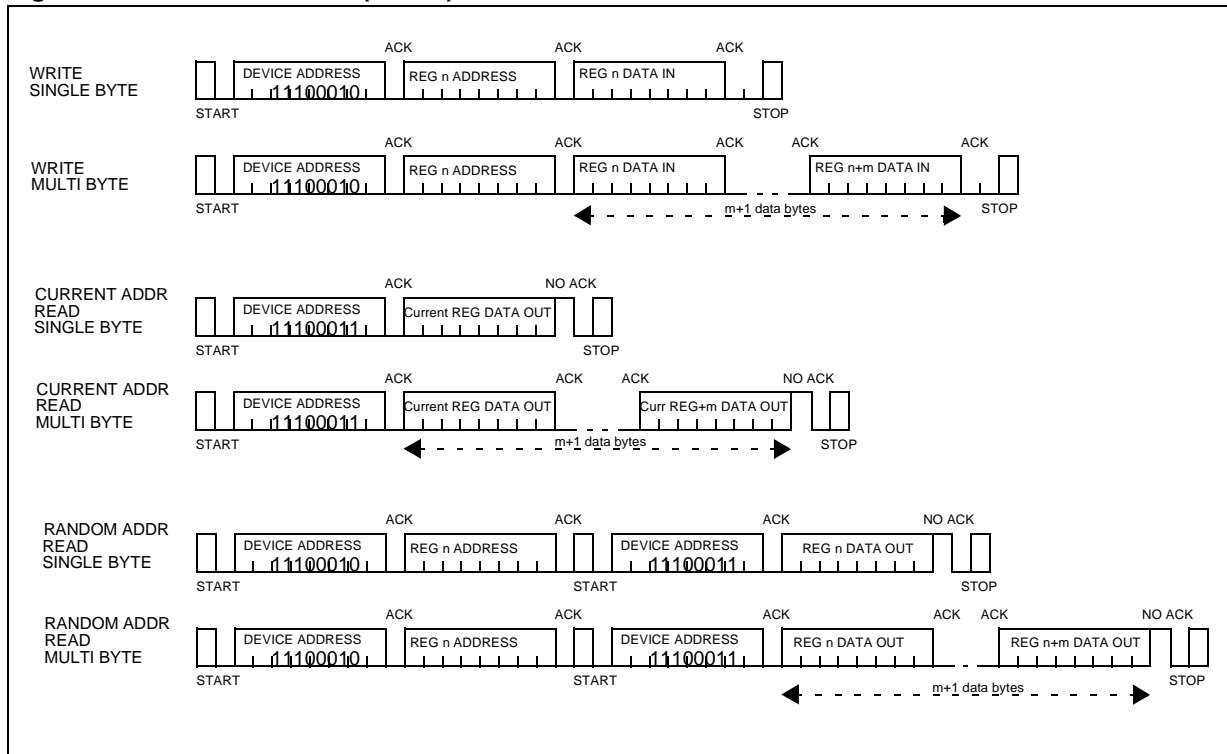 ACK ACK ACK
WRITE
SINGLE BYTE
DEVICE ADDRESS REG n ADDRESS REG n DATA IN
11100010
START STOP
ACK ACK ACK ACK
WRITE
MULTI BYTE
DEVICE ADDRESS REG n ADDRESS REG n DATA IN REG n+m DATA IN
11100010
START m+1 data bytes STOP
ACK NO ACK
CURRENT ADDR
READ
SINGLE BYTE
DEVICE ADDRESS Current REG DATA OUT
11100011
START STOP
ACK ACK ACK NO ACK
CURRENT ADDR
READ
MULTI BYTE
DEVICE ADDRESS Current REG DATA OUT Curr REG+m DATA OUT
11100011
START m+1 data bytes STOP
ACK ACK ACK NO ACK
RANDOM ADDR
READ
SINGLE BYTE
DEVICE ADDRESS REG n ADDRESS DEVICE ADDRESS REG n DATA OUT
11100010 11100011
START START STOP
ACK ACK ACK ACK ACK NO ACK
RANDOM ADDR
READ
MULTI BYTE
DEVICE ADDRESS REG n ADDRESS DEVICE ADDRESS REG n DATA OUT REG n+m DATA OUT
11100010 11100011
START START m+1 data bytes STOP